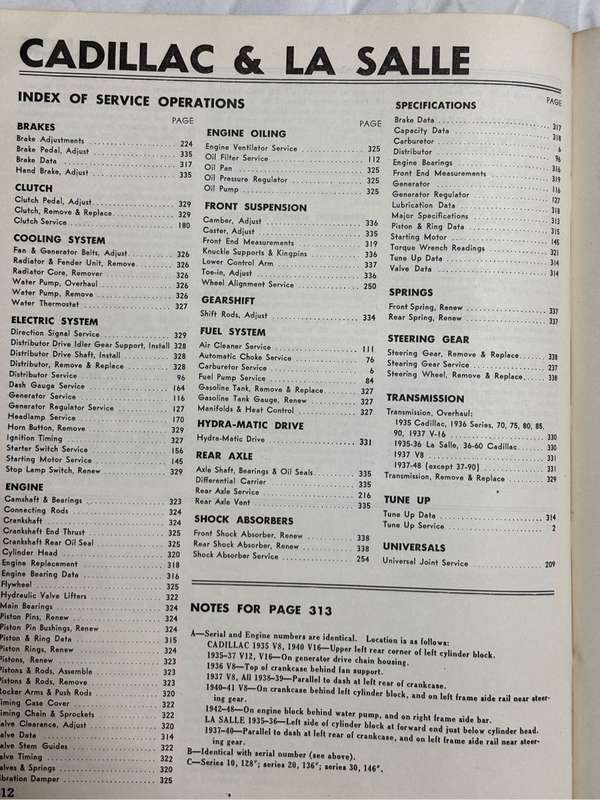 CADILLAC & LA SALLE
INDEX OF SERVICE OPERATIONS
PAGE
BRAKES
Brake Adjustments 224
Brake Pedal, Adjust 335
Brake Data 317
Hand Brake, Adjust 335
CLUTCH
Clutch Pedal, Adjust 329
Clutch, Remove & Replace 329
Clutch Service 180
COOLING SYSTEM
Fan & Generator Belts, Adjust 326
Radiator & Fender Unit, Remove 326
Radiator Core, Remover 326
Water Pump, Overhaul 326
Water Pump, Remove 326
Water Thermostat 327
ELECTRIC SYSTEM
Direction Signal Service 329
Distributor Drive Idler Gear Support, Install 328
Distributor Drive Shaft, Install 328
Distributor, Remove & Replace 328
Distributor Service 96
Dash Gauge Service 164
Generator Service 116
Generator Regulator Service 127
Headlamp Service 170
Horn Button, Remove 329
Ignition Timing 327
Starter Switch Service 156
Starting Motor Service 145
Stop Lamp Switch, Renew 329
ENGINE
Camshaft & Bearings 323
Connecting Rods 324
Crankshaft 324
Crankshaft End Thrust 325
Crankshaft Rear Oil Seal 325
Cylinder Head 320
Engine Replacement 318
Engine Bearing Data 316
Flywheel 325
Hydraulic Valve Lifters 322
Main Bearings 324
Piston Pins, Renew 324
Piston Pin Bushings, Renew 324
Piston & Ring Data 315
Piston Rings, Renew 324
Pistons, Renew 323
Pistons & Rods, Assemble 323
Pistons & Rods, Remove 323
Rocker Arms & Push Rods 320
Timing Case Cover 322
Timing Chain & Sprockets 322
alve Clearance, Adjust 320
alve Data 314
alve Stem Guides 322
alve Timing 322
alves & Springs 320
ibration Damper 325
12
PAGE
ENGINE OILING
Engine Ventilator Service 325
Oil Filter Service 112
Oil Pan 325
Oil Pressure Regulator 325
Oil Pump 325
FRONT SUSPENSION
Camber, Adjust 336
Caster, Adjust 335
Front End Measurements 319
Knuckle Supports & Kingpins 336
Lower Control Arm 337
Toe-in, Adjust 336
Wheel Alignment Service 250
GEARSHIFT
Shift Rods, Adjust 334
FUEL SYSTEM
Air Cleaner Service 111
Automatic Choke Service 76
Carburetor Service 6
Fuel Pump Service 84
Gasoline Tank, Remove & Replace 327
Gasoline Tank Gauge, Renew 327
Manifolds & Heat Control 327
HYDRA-MATIC DRIVE
Hydra-Matic Drive 331
REAR AXLE
Axle Shaft, Bearings & Oil Seals 335
Differential Carrier 335
Rear Axle Service 216
Rear Axle Vent 335
SHOCK ABSORBERS
Front Shock Absorber, Renew 338
Rear Shock Absorber, Renew 338
Shock Absorber Service 254
SPECIFICATIONS
PAGE
Brake Data 317
Capacity Data 318
Carburetor 6
Distributor 96
Engine Bearings 316
Front End Measurements 319
Generator 116
Generator Regulator 127
Lubrication Data 318
Major Specifications 313
Piston & Ring Data 315
Starting Motor 145
Torque Wrench Readings 321
Tune Up Data 314
Valve Data 314
SPRINGS
Front Spring, Renew 337
Rear Spring, Renew 337
STEERING GEAR
Steering Gear, Remove & Replace 338
Steering Gear Service 237
Steering Wheel, Remove & Replace 338
TRANSMISSION
Transmission, Overhaul:
1935 Cadillac, 1936 Series, 70, 75, 80, 85,
90, 1937 V-16 330
1935-36 La Salle, 36-60 Cadillac 330
1937 V8 331
1937-48 (except 37-90) 331
Transmission, Remove & Replace 329
TUNE UP
Tune Up Data 314
Tune Up Service 2
UNIVERSALS
Universal Joint Service 209
NOTES FOR PAGE 313
A—Serial and Engine numbers are identical. Location is as follows:
CADILLAC 1935 V8, 1940 V16—Upper left rear corner of left cylinder block.
1935-37 V12, V16—On generator drive chain housing.
1936 V8—Top of crankcase behind fan support.
1937 V8, All 1938-39—Parallel to dash at left rear of crankcase.
1940-41 V8—On crankcase behind left cylinder block, and on left frame side rail near steer-
ing gear.
1942-48—On engine block behind water pump, and on right frame side bar.
LA SALLE 1935-36—Left side of cylinder block at forward end just below cylinder head.
1937-40—Parallel to dash at left rear of crankcase, and on left frame side rail near steer-
ing gear.
B—Identical with serial number (see above).
C—Series 10, 128"; series 20, 136"; series 30, 146".